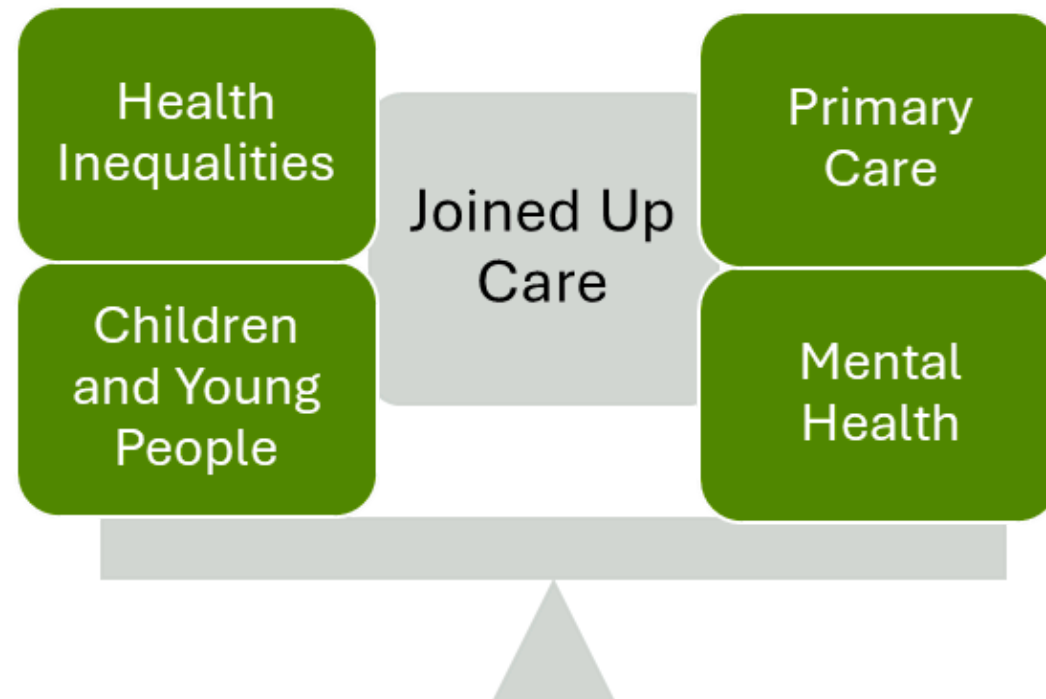 Health
Inequalities
Children
and Young
People
Joined Up
Care
Primary
Care
Mental
Health